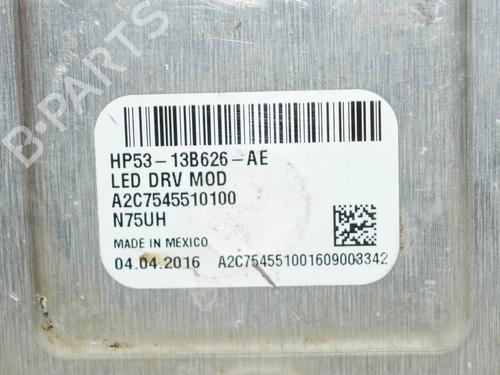 B-PARTS
HP53-13B626-AE
LED DRV MOD
A2C7545510100
N75UH
MADE IN MEXICO
04.04.2016 A2C754551001609003342